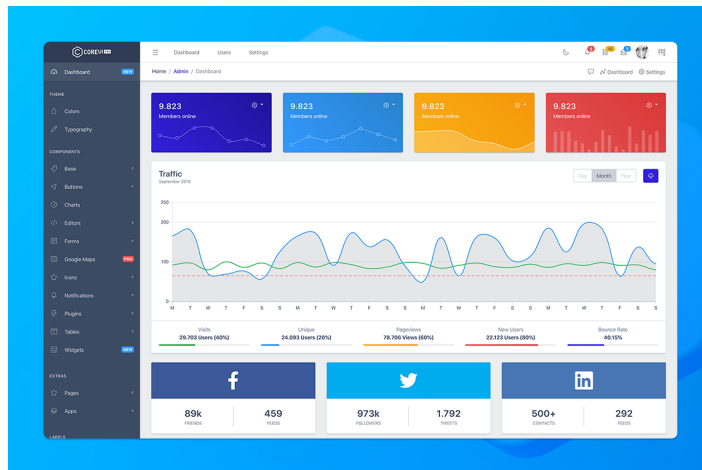 COREUI PRO
Dashboard Users Settings
Dashboard NEW
Home / Admin / Dashboard
Dashboard Settings
THEME
Colors
Typography
COMPONENTS
Base
Buttons
Charts
Editors
Forms
Google Maps PRO
Icons
Notifications
Plugins
Tables
Widgets NEW
EXTRAS
Pages
Apps
LABELS
9.823
Members online
9.823
Members online
9.823
Members online
9.823
Members online
Traffic
September 2019
Day Month Year
250
200
100
0
M T W T F S S M T W T F S S M T W T F S S M T W T F S S
Visits
29.703 Users (40%)
Unique
24.093 Users (20%)
Pageviews
78.706 Views (60%)
New Users
22.123 Users (80%)
Bounce Rate
40.15%
f
in
89k
FRIENDS
459
FEEDS
973k
FOLLOWERS
1.792
TWEETS
500+
CONTACTS
292
FEEDS